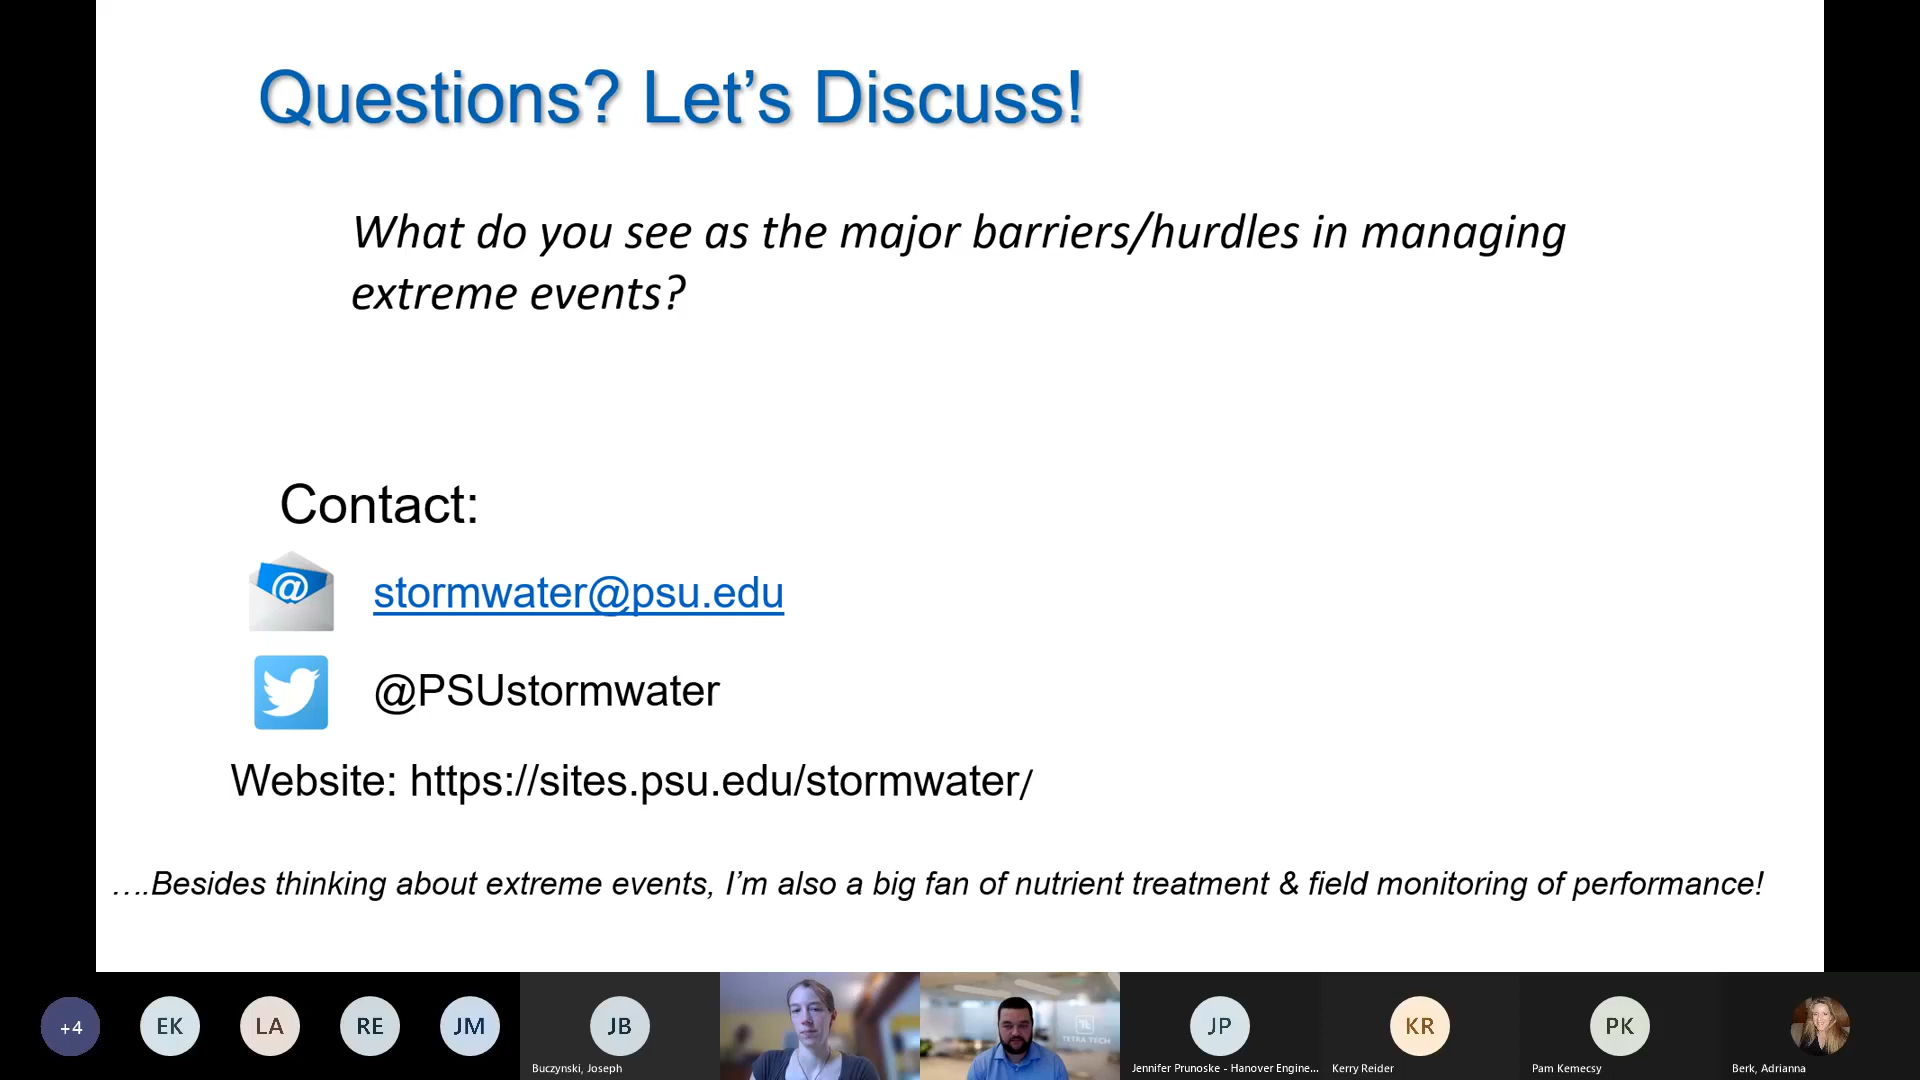 Questions? Let’s Discuss!
What do you see as the major barriers/hurdles in managing
extreme events?
Contact:
@
stormwater@psu.edu
@PSUstormwater
Website: https://sites.psu.edu/stormwater/
….Besides thinking about extreme events, I’m also a big fan of nutrient treatment & field monitoring of performance!
+4
EK
LA
RE
JM
JB
Buczynski, Joseph
TETRA TECH
JP
Jennifer Prunoske - Hanover Engine...
KR
Kerry Reider
PK
Pam Kemecsy
Berk, Adrianna